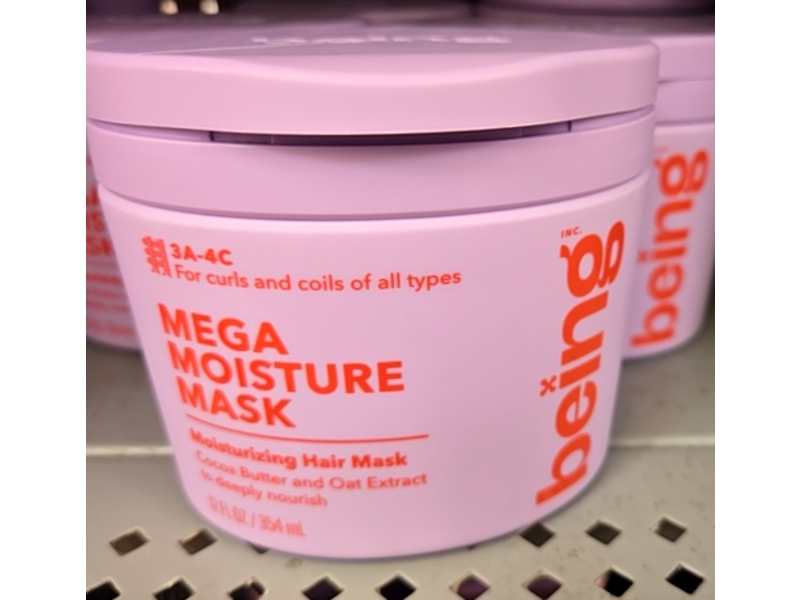 3A-4C
For curls and coils of all types
MEGA
MOISTURE
MASK
Moisturizing Hair Mask
Cocoa Butter and Oat Extract
to deeply nourish
12 FL OZ / 354 mL
being
INC.
being